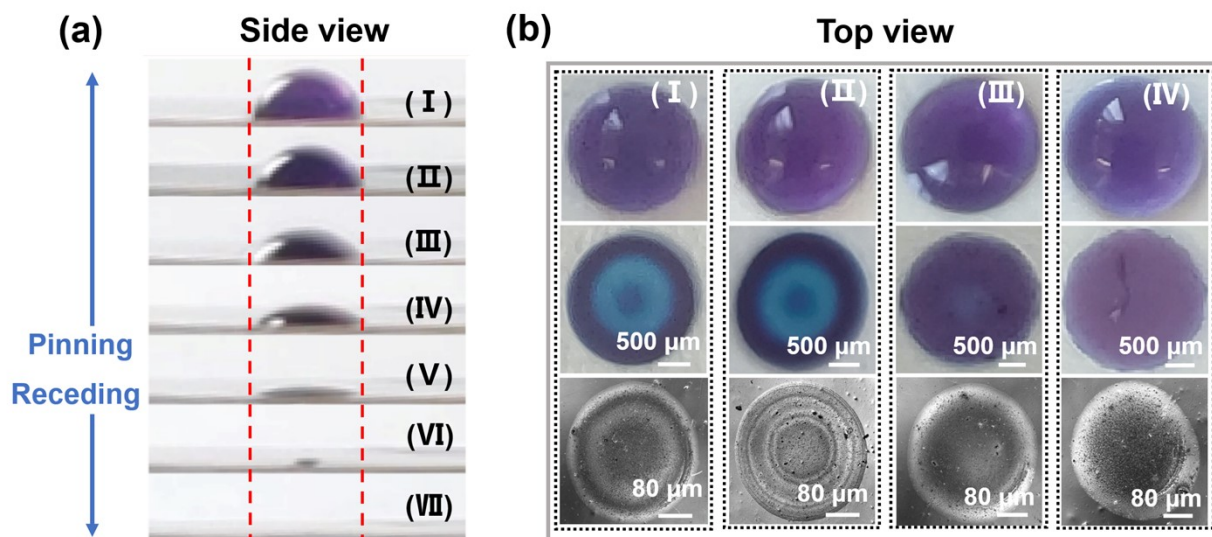 (a)
Side view
(Ⅰ)
(Ⅱ)
(Ⅲ)
(Ⅳ)
(Ⅴ)
(Ⅵ)
(Ⅶ)
Pinning
Receding
(b)
Top view
(Ⅰ)
(Ⅱ)
(Ⅲ)
(Ⅳ)
500 μm
500 μm
500 μm
500 μm
80 μm
80 μm
80 μm
80 μm